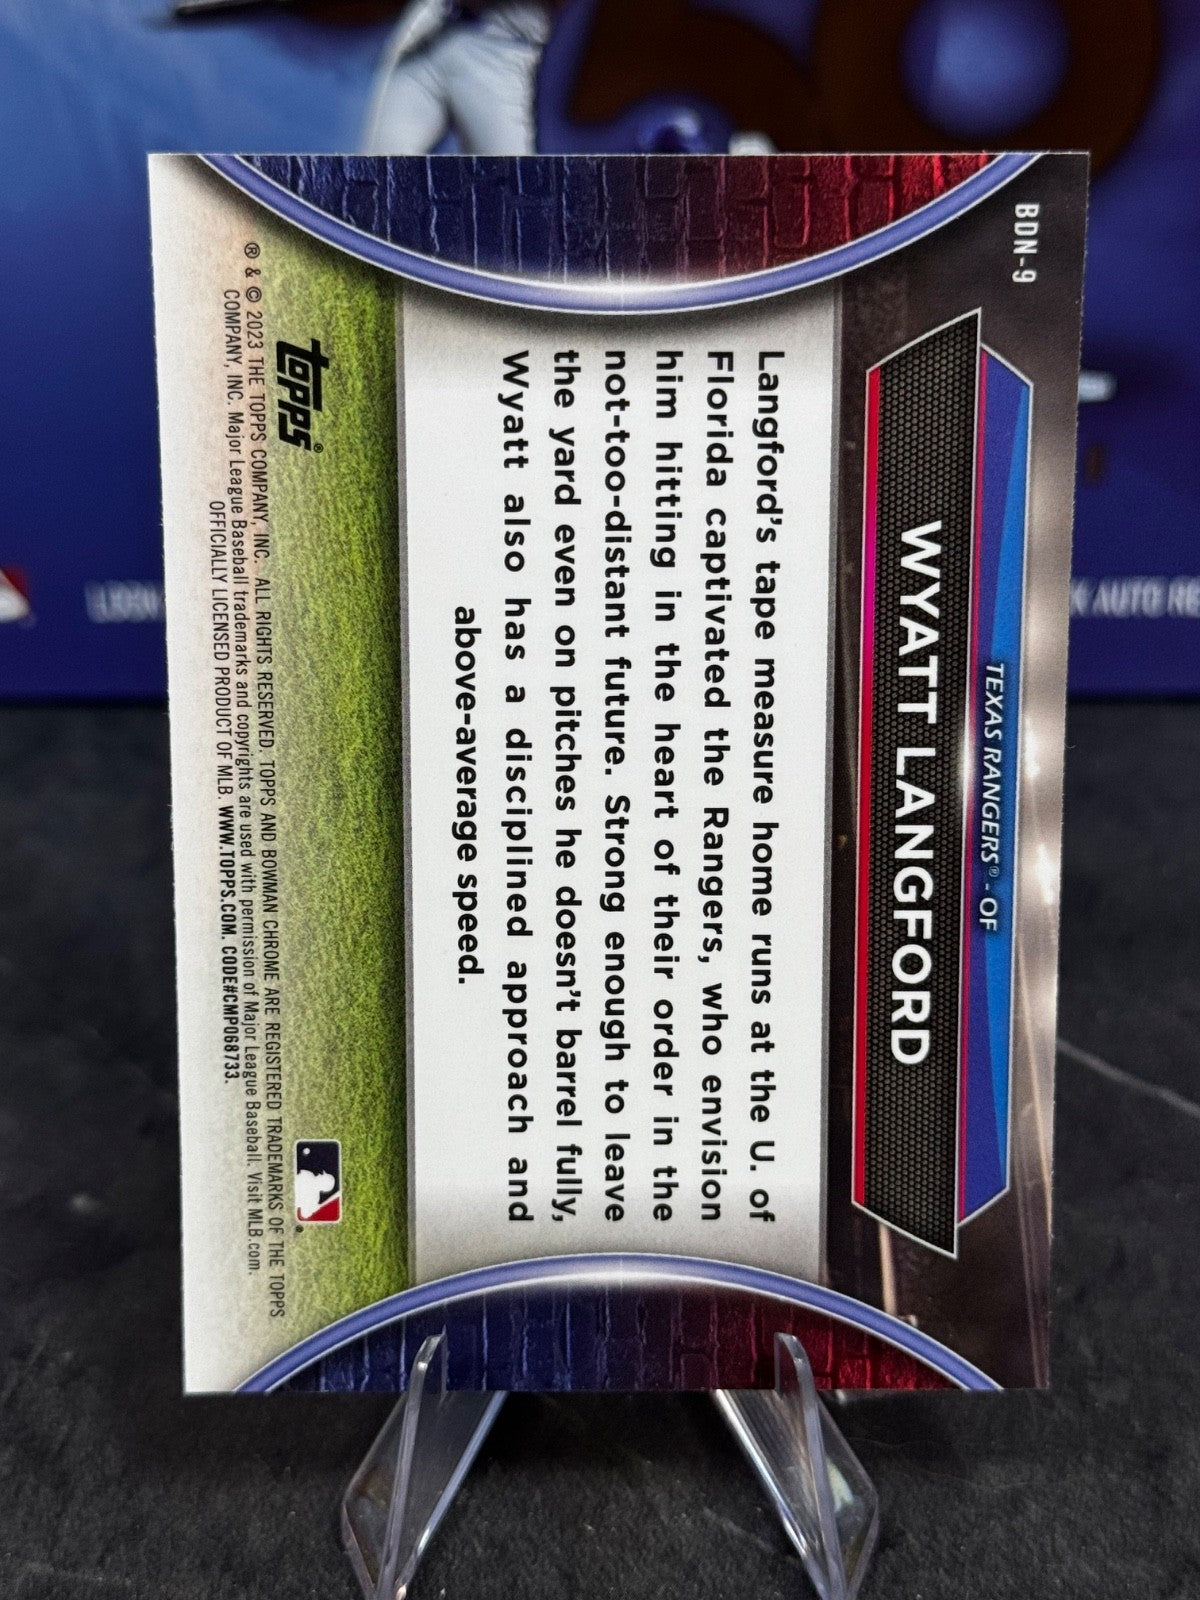 BDN-9
TEXAS RANGERS® - OF
WYATT LANGFORD
Langford's tape measure home runs at the U. of
Florida captivated the Rangers, who envision
him hitting in the heart of their order in the
not-too-distant future. Strong enough to leave
the yard even on pitches he doesn't barrel fully,
Wyatt also has a disciplined approach and
above-average speed.
topps®
® & © 2023 THE TOPPS COMPANY, INC. ALL RIGHTS RESERVED. TOPPS AND BOWMAN CHROME ARE REGISTERED TRADEMARKS OF THE TOPPS
COMPANY, INC. Major League Baseball trademarks and copyrights are used with permission of Major League Baseball. Visit MLB.com.
OFFICIALLY LICENSED PRODUCT OF MLB. WWW.TOPPS.COM. CODE#CMP068733.
AUTO RE